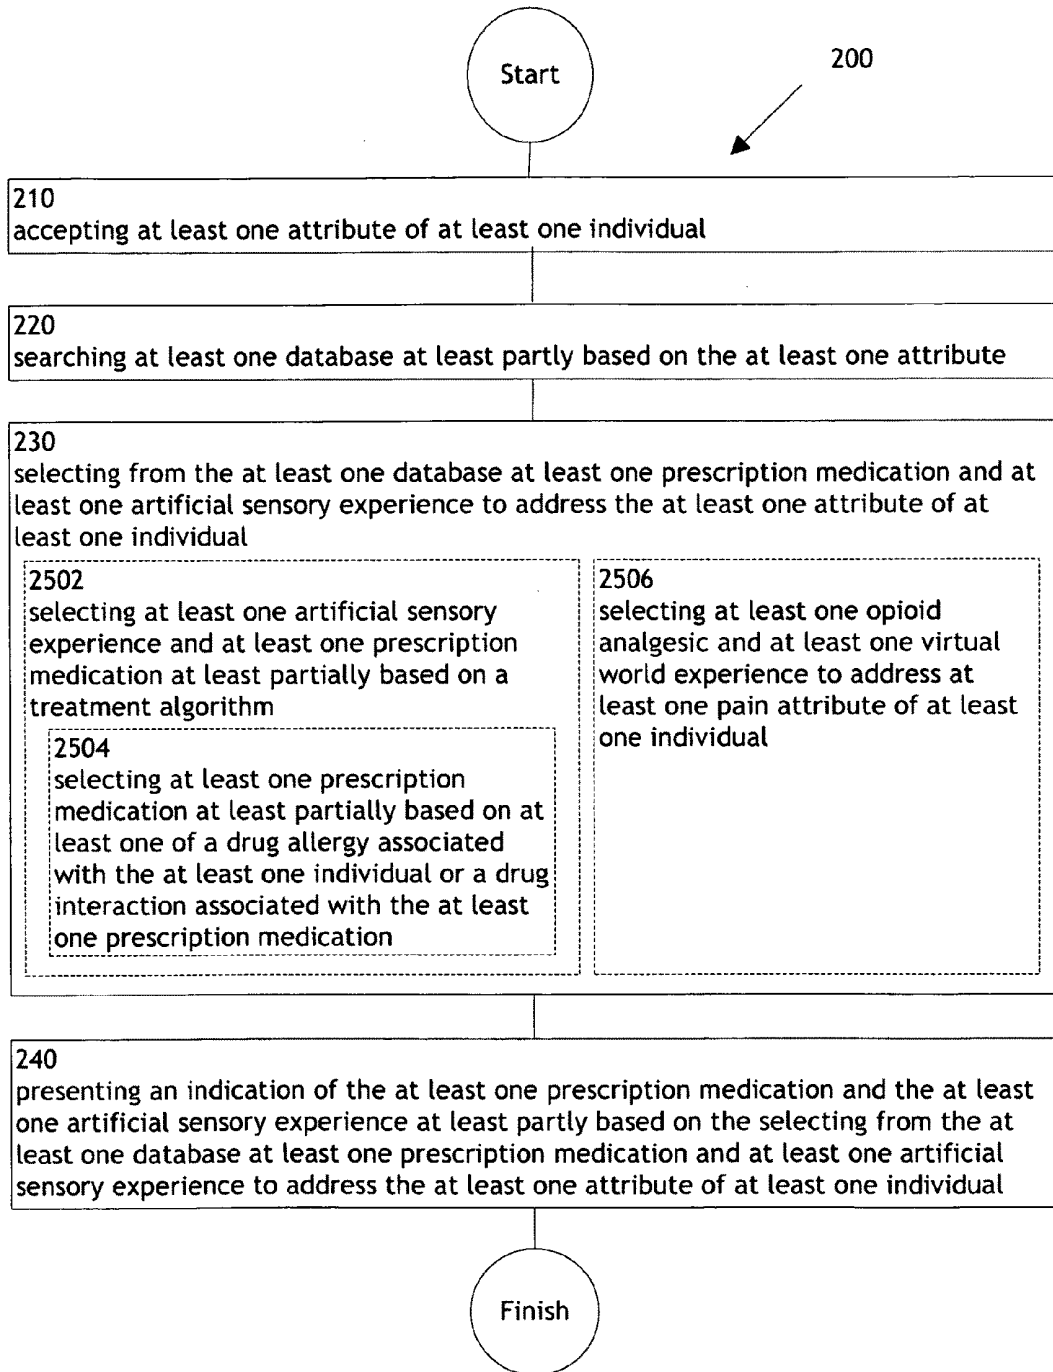 Start
200
210
accepting at least one attribute of at least one individual
220
searching at least one database at least partly based on the at least one attribute
230
selecting from the at least one database at least one prescription medication and at
least one artificial sensory experience to address the at least one attribute of at
least one individual
2502
selecting at least one artificial sensory
experience and at least one prescription
medication at least partially based on a
treatment algorithm
2504
selecting at least one prescription
medication at least partially based on at
least one of a drug allergy associated
with the at least one individual or a drug
interaction associated with the at least
one prescription medication
2506
selecting at least one opioid
analgesic and at least one virtual
world experience to address at
least one pain attribute of at least
one individual
240
presenting an indication of the at least one prescription medication and the at least
one artificial sensory experience at least partly based on the selecting from the at
least one database at least one prescription medication and at least one artificial
sensory experience to address the at least one attribute of at least one individual
Finish